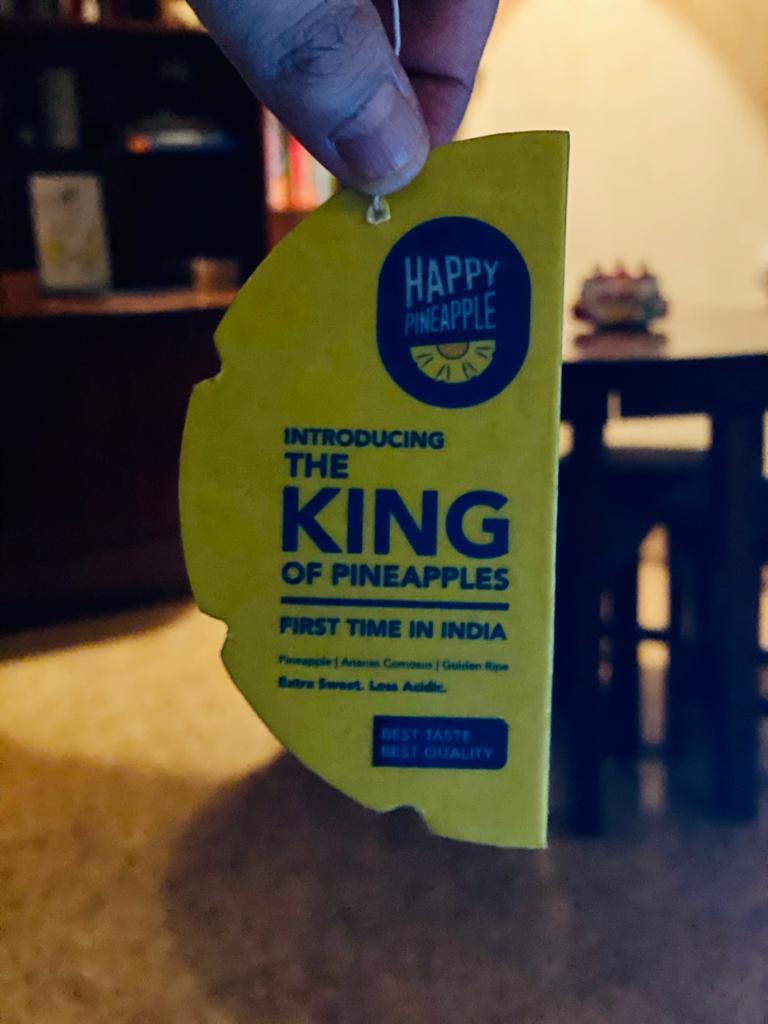 HAPPY
PINEAPPLE
INTRODUCING
THE
KING
OF PINEAPPLES
FIRST TIME IN INDIA
Pineapple | Ananas Comosus | Golden Ripe
Extra Sweet. Less Acidic.
BEST TASTE
BEST QUALITY